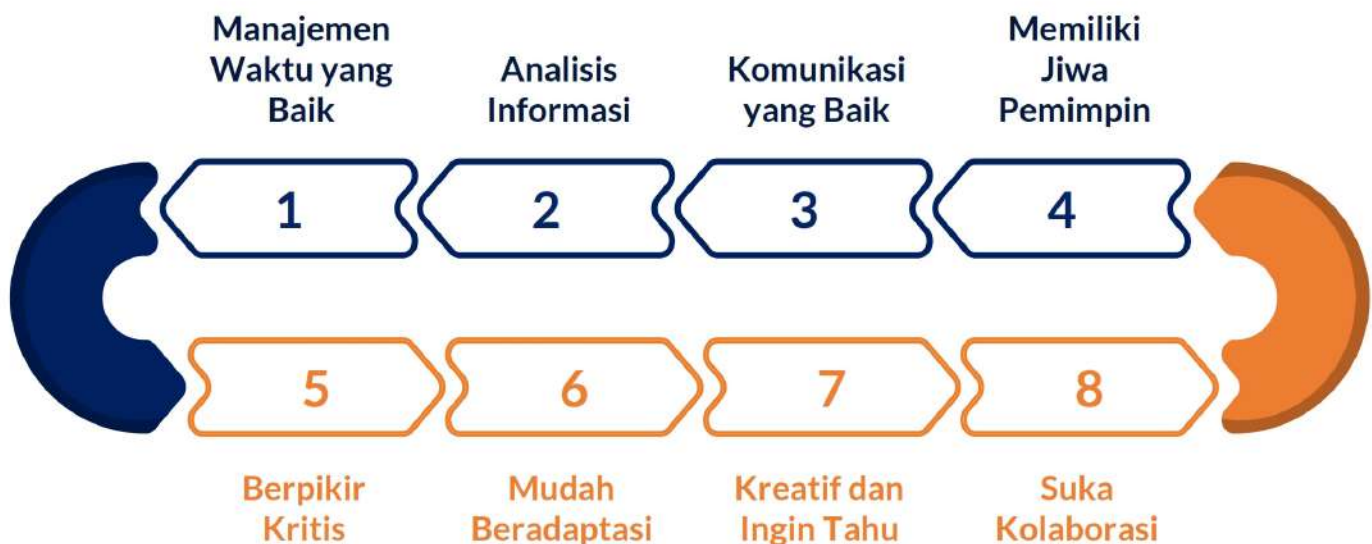 Manajemen
Waktu yang
Baik
Analisis
Informasi
Komunikasi
yang Baik
Memiliki
Jiwa
Pemimpin
1
2
3
4
5
6
7
8
Berpikir
Kritis
Mudah
Beradaptasi
Kreatif dan
Ingin Tahu
Suka
Kolaborasi